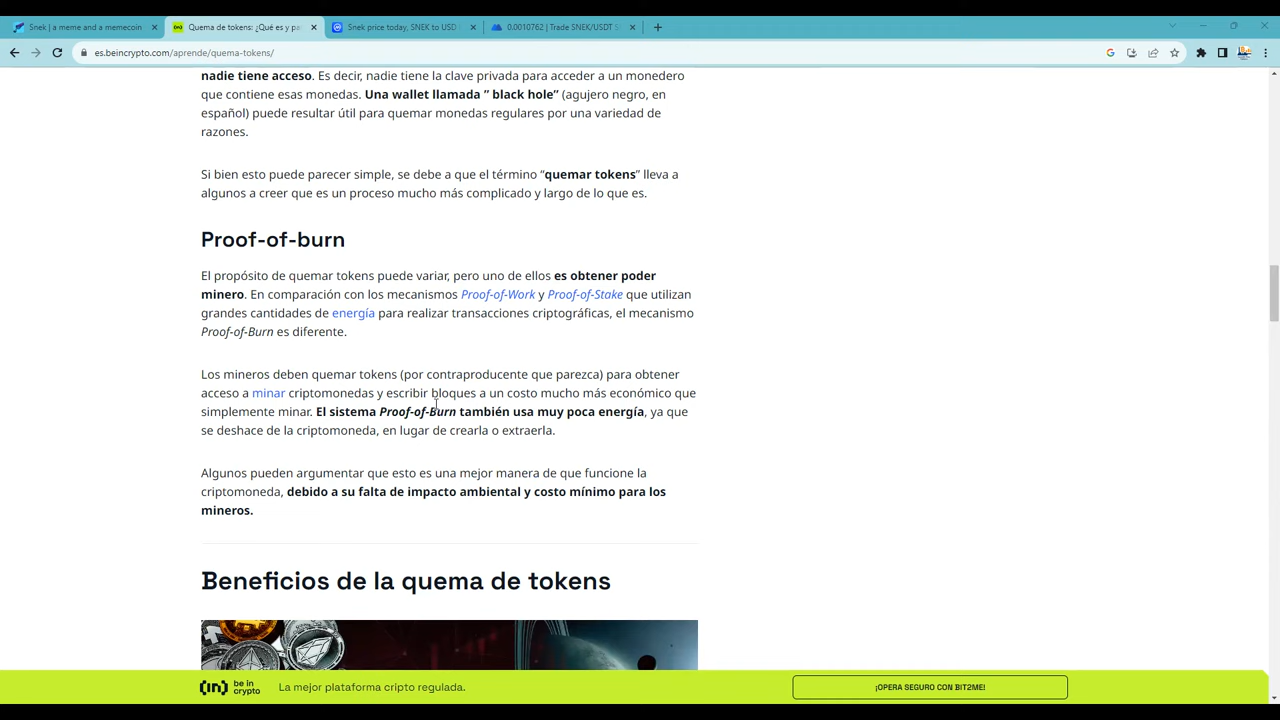 Snek | a meme and a memecoin
Quema de tokens: ¿Qué es y pa
Snek price today, SNEK to USD
0.0010762 | Trade SNEK/USDT S
es.beincrypto.com/aprende/quema-tokens/
nadie tiene acceso. Es decir, nadie tiene la clave privada para acceder a un monedero
que contiene esas monedas. Una wallet llamada ” black hole” (agujero negro, en
español) puede resultar útil para quemar monedas regulares por una variedad de
razones.
Si bien esto puede parecer simple, se debe a que el término “quemar tokens” lleva a
algunos a creer que es un proceso mucho más complicado y largo de lo que es.
Proof-of-burn
El propósito de quemar tokens puede variar, pero uno de ellos es obtener poder
minero. En comparación con los mecanismos Proof-of-Work y Proof-of-Stake que utilizan
grandes cantidades de energía para realizar transacciones criptográficas, el mecanismo
Proof-of-Burn es diferente.
Los mineros deben quemar tokens (por contraproducente que parezca) para obtener
acceso a minar criptomonedas y escribir bloques a un costo mucho más económico que
simplemente minar. El sistema Proof-of-Burn también usa muy poca energía, ya que
se deshace de la criptomoneda, en lugar de crearla o extraerla.
Algunos pueden argumentar que esto es una mejor manera de que funcione la
criptomoneda, debido a su falta de impacto ambiental y costo mínimo para los
mineros.
Beneficios de la quema de tokens
(in) be in
crypto
La mejor plataforma cripto regulada.
¡OPERA SEGURO CON BIT2ME!